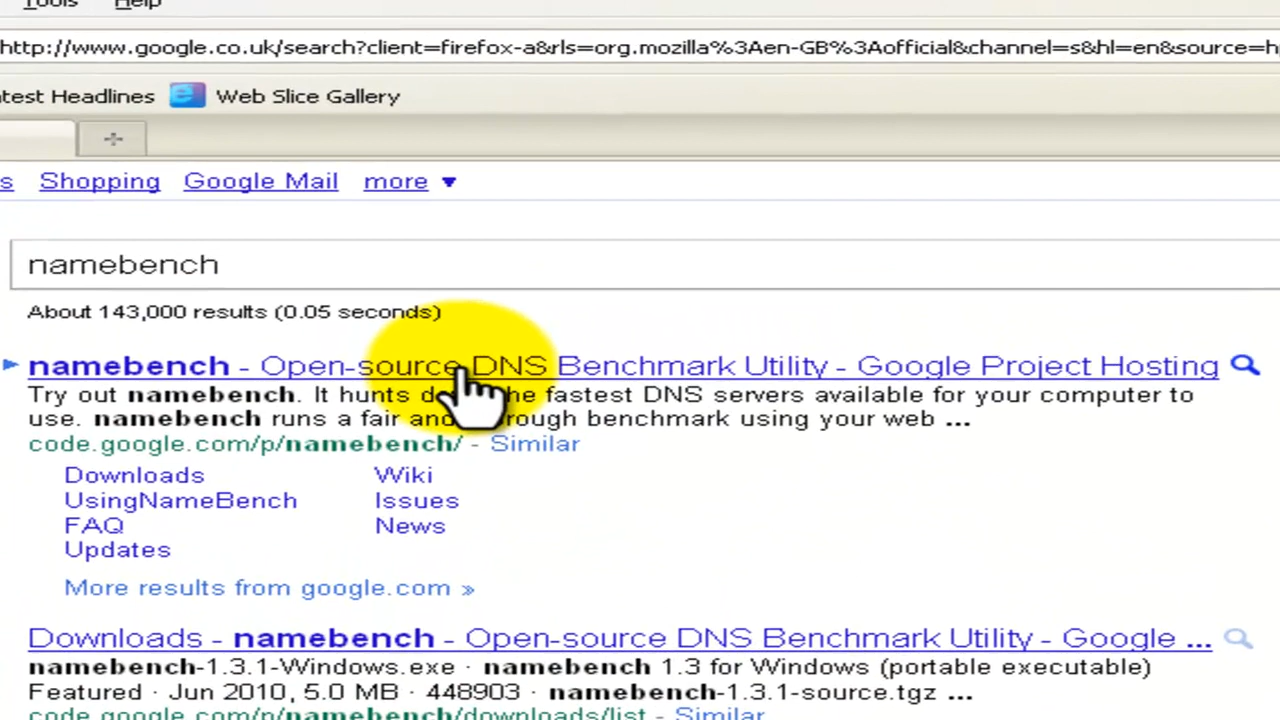 Tools Help
http://www.google.co.uk/search?client=firefox-a&rls=org.mozilla%3Aen-GB%3Aofficial&channel=s&hl=en&source=h
test Headlines Web Slice Gallery
s Shopping Google Mail more ▼
namebench
About 143,000 results (0.05 seconds)
namebench - Open-source DNS Benchmark Utility - Google Project Hosting
Try out namebench. It hunts the fastest DNS servers available for your computer to
use. namebench runs a fair and benchmark using your web ...
code.google.com/p/namebench/ - Similar
Downloads Wiki
UsingNameBench Issues
FAQ News
Updates
More results from google.com »
Downloads - namebench - Open-source DNS Benchmark Utility - Google ...
namebench-1.3.1-Windows.exe · namebench 1.3 for Windows (portable executable)
Featured · Jun 2010, 5.0 MB · 448903 · namebench-1.3.1-source.tgz ...
code.google.com/p/namebench/downloads/list - Similar